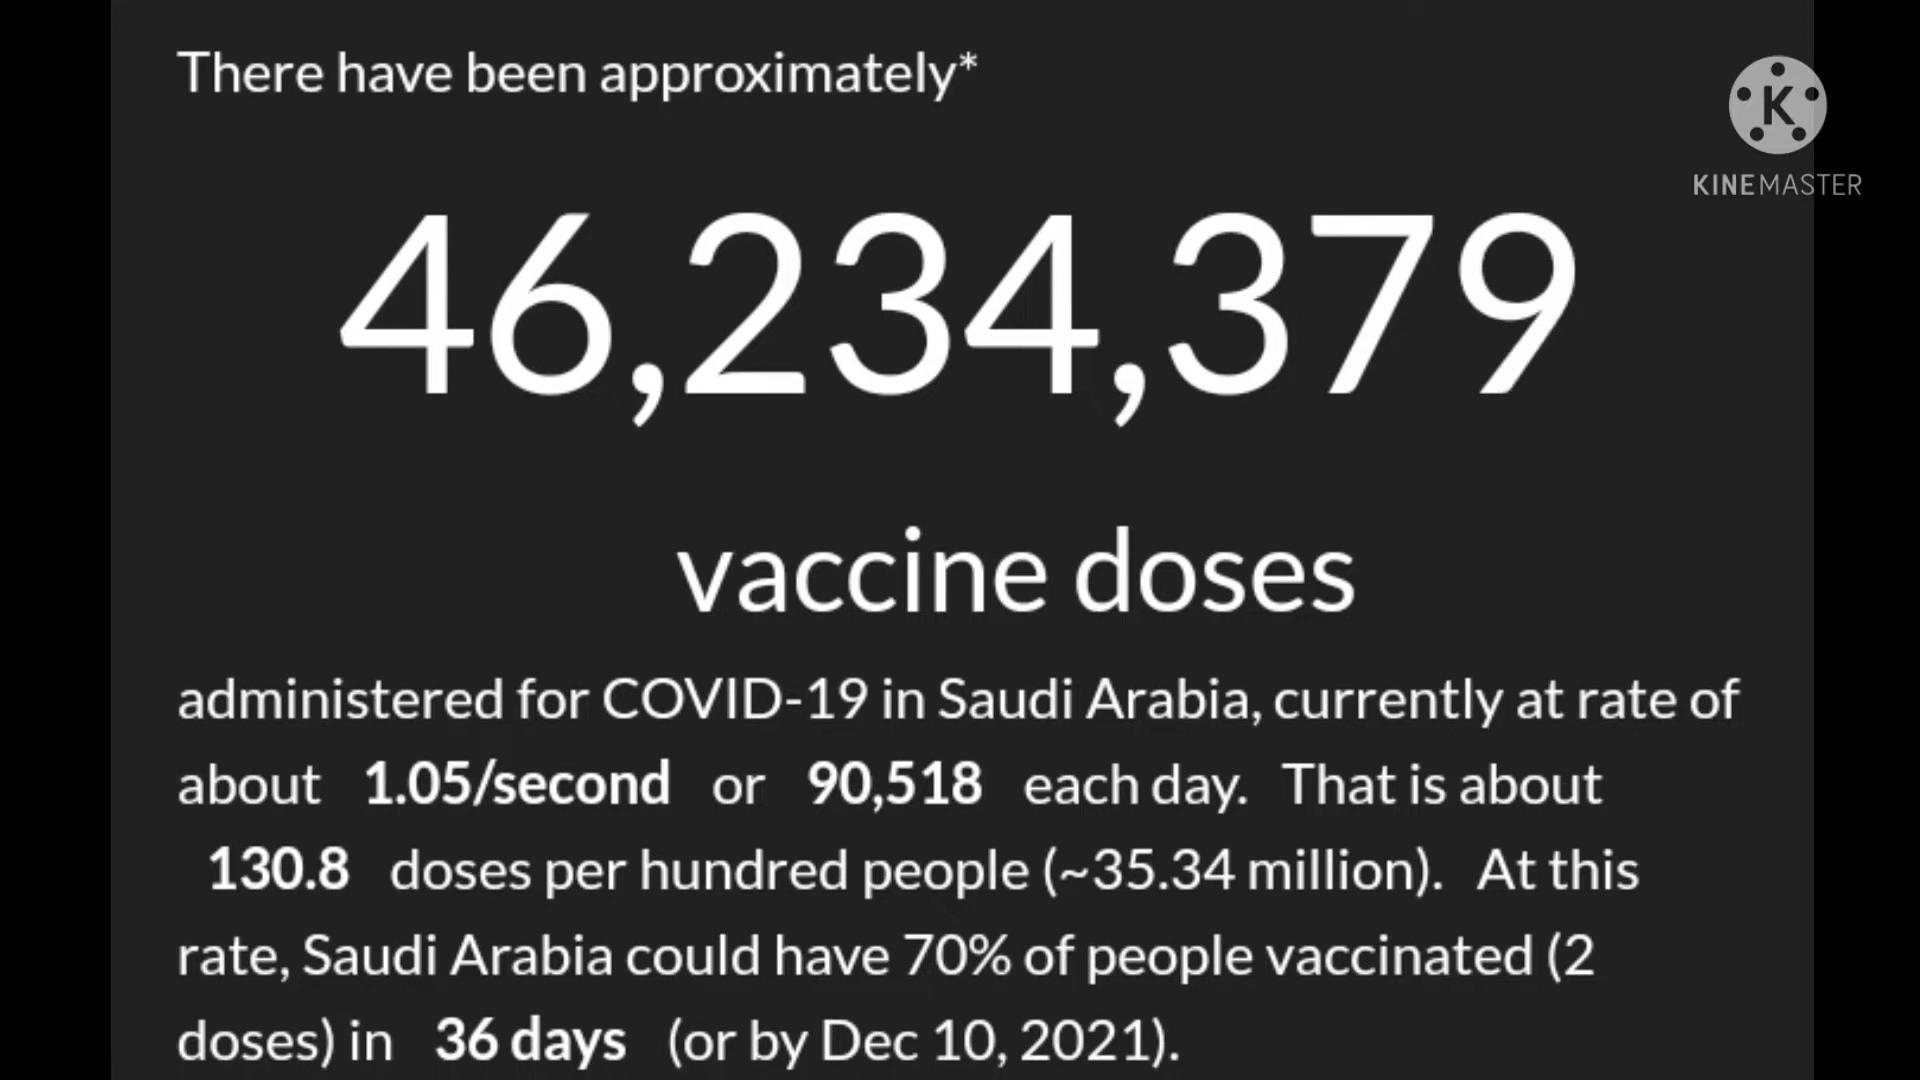 There have been approximately*
K
KINEMASTER
46,234,379
vaccine doses
administered for COVID-19 in Saudi Arabia, currently at rate of
about 1.05/second or 90,518 each day. That is about
130.8 doses per hundred people (~35.34 million). At this
rate, Saudi Arabia could have 70% of people vaccinated (2
doses) in 36 days (or by Dec 10, 2021).